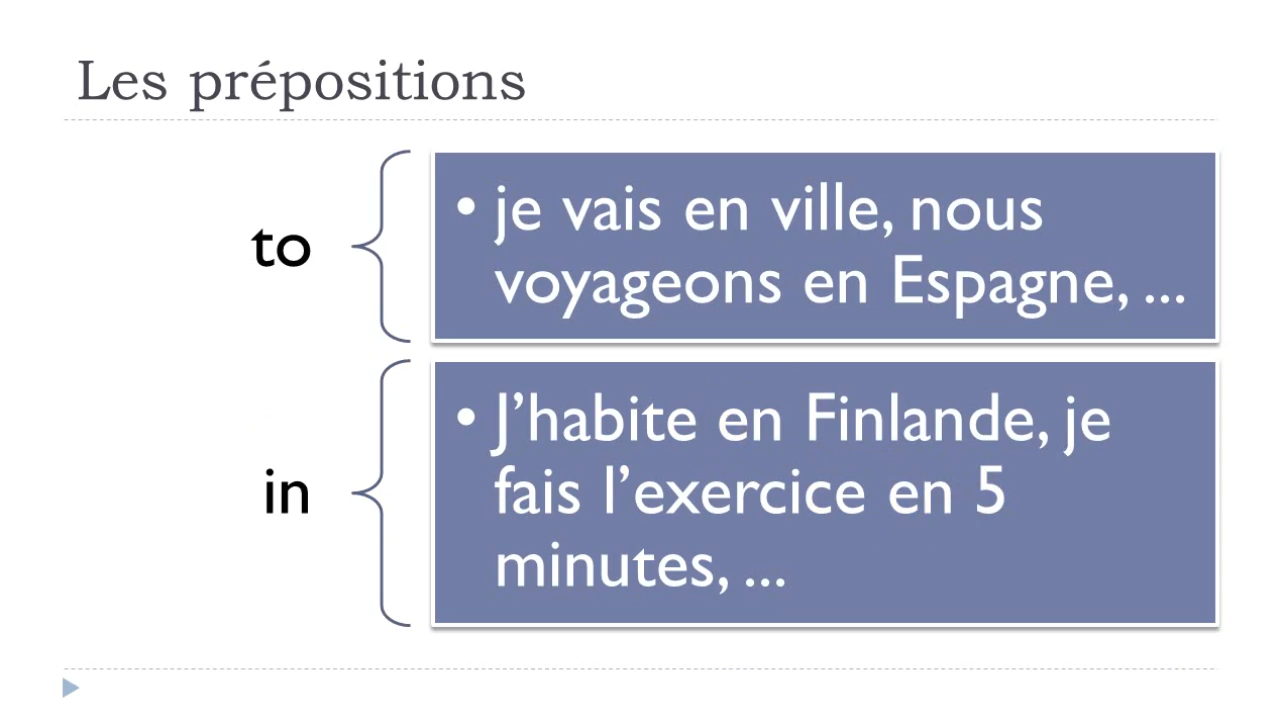 Les prépositions
to
• je vais en ville, nous
voyageons en Espagne, ...
in
• J’habite en Finlande, je
fais l’exercice en 5
minutes, ...